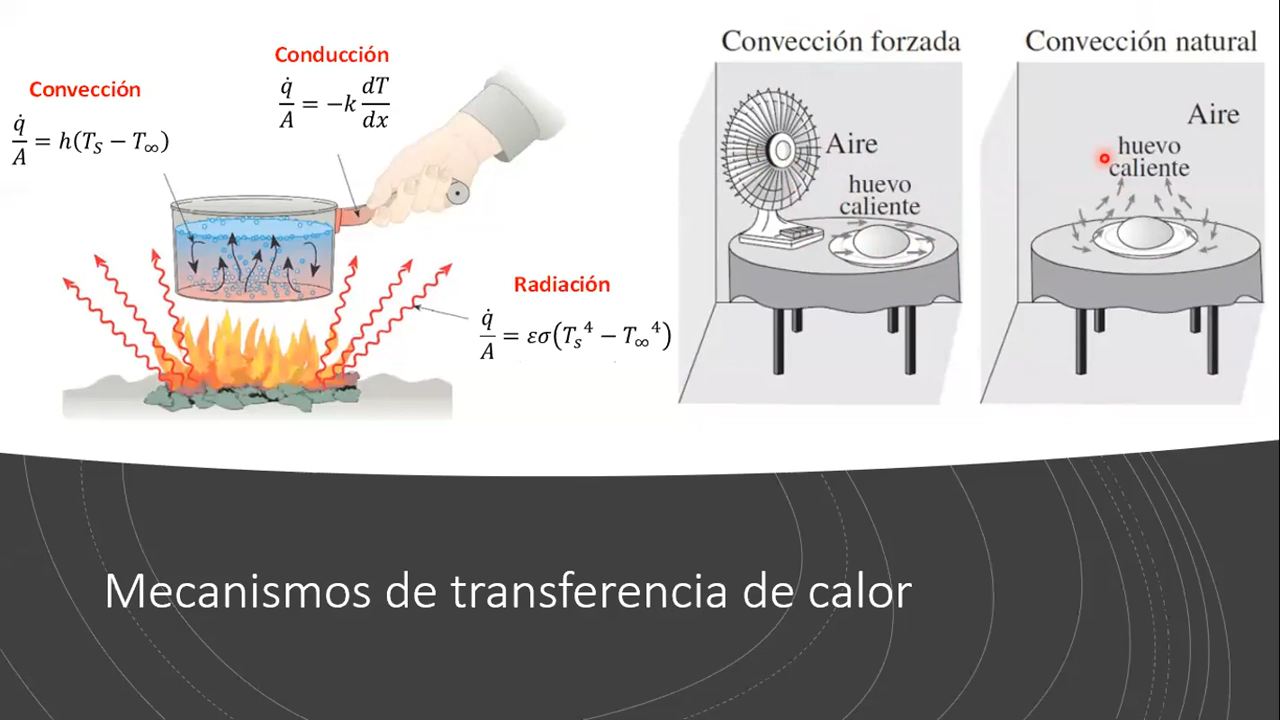 Convección
q̇/A = h(T_S − T_∞)
Conducción
q̇/A = −k dT/dx
Radiación
q̇/A = εσ(T_s⁴ − T_∞⁴)
Convección forzada
Aire
huevo
caliente
Convección natural
Aire
huevo
caliente
Mecanismos de transferencia de calor